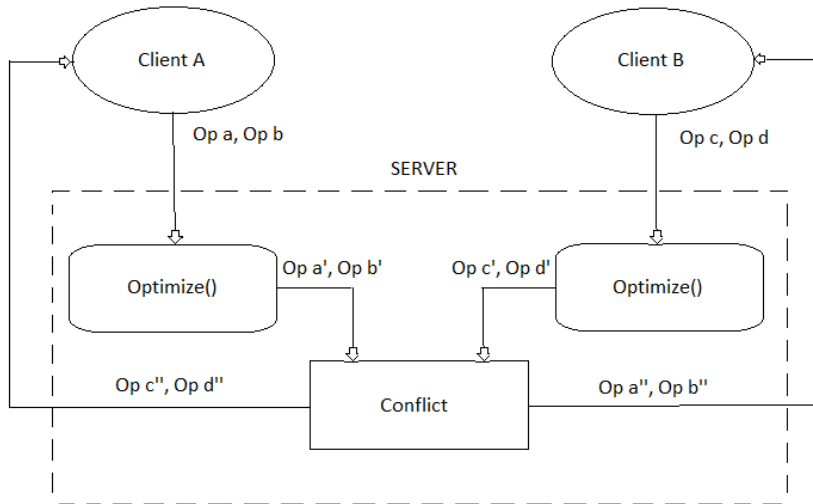 Client A
Client B
Op a, Op b
Op c, Op d
SERVER
Op a', Op b'
Op c', Op d'
Optimize()
Optimize()
Op c'', Op d''
Op a'', Op b''
Conflict